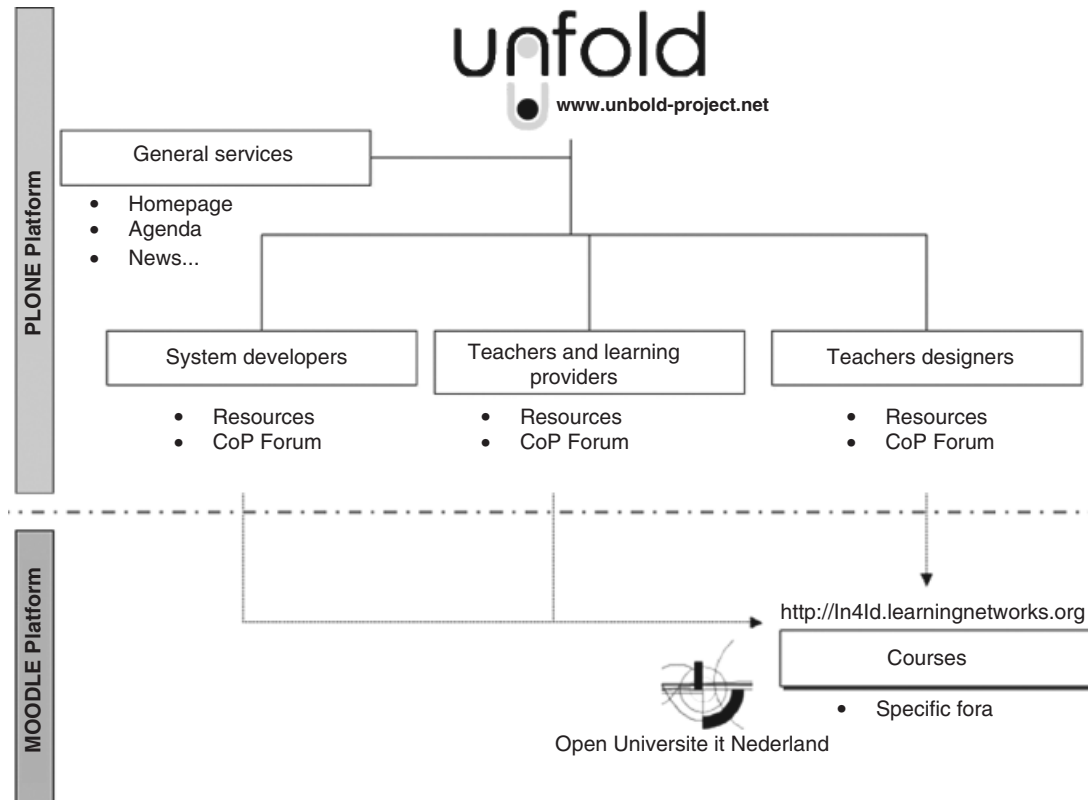 unfold
www.unbold-project.net
PLONE Platform
General services
• Homepage
• Agenda
• News...
System developers
• Resources
• CoP Forum
Teachers and learning
providers
• Resources
• CoP Forum
Teachers designers
• Resources
• CoP Forum
MOODLE Platform
http://ln4ld.learningnetworks.org
Courses
• Specific fora
Open Universite it Nederland